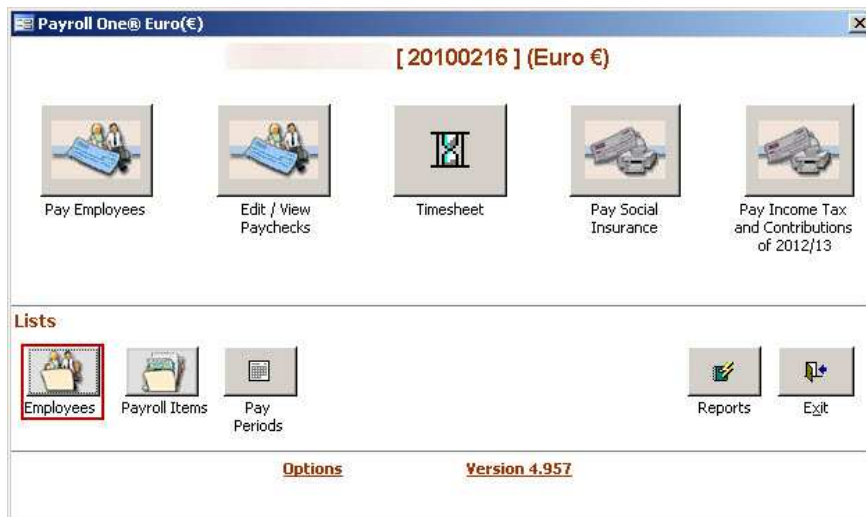 Payroll One® Euro(€)
[ 20100216 ] (Euro €)
Pay Employees
Edit / View
Paychecks
Timesheet
Pay Social
Insurance
Pay Income Tax
and Contributions
of 2012/13
Lists
Employees
Payroll Items
Pay
Periods
Reports
Exit
Options
Version 4.957